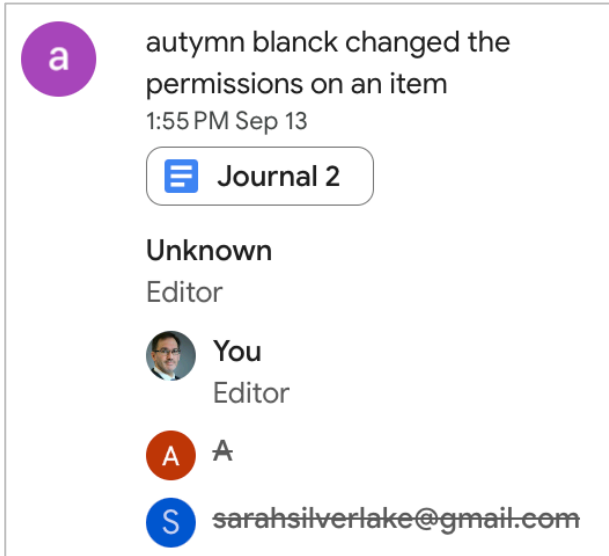 a
autymn blanck changed the
permissions on an item
1:55 PM Sep 13
Journal 2
Unknown
Editor
You
Editor
A A
S sarahsilverlake@gmail.com